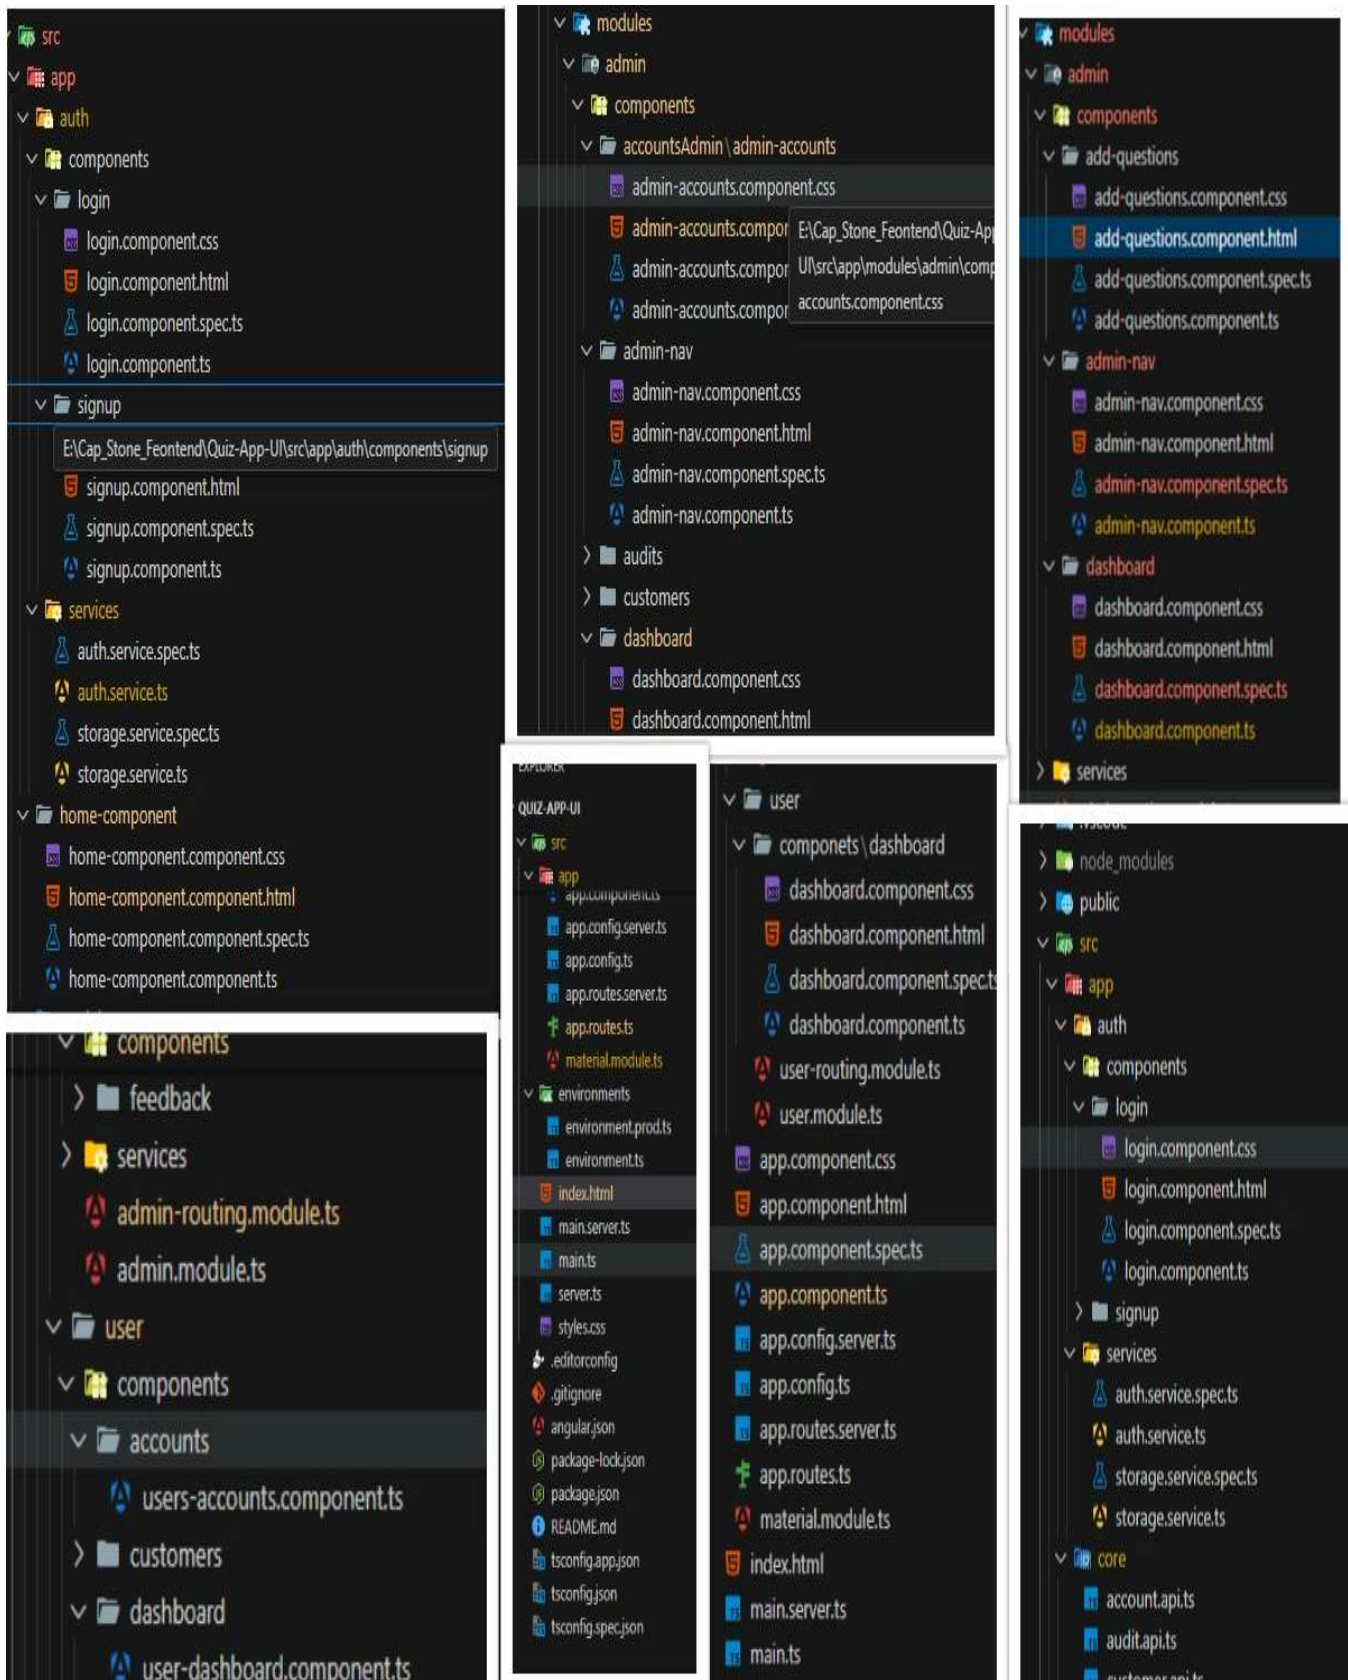 src
app
auth
components
login
login.component.css
login.component.html
login.component.spec.ts
login.component.ts
signup
E:\Cap_Stone_Feontend\Quiz-App-UI\src\app\auth\components\signup
signup.component.html
signup.component.spec.ts
signup.component.ts
services
auth.service.spec.ts
auth.service.ts
storage.service.spec.ts
storage.service.ts
home-component
home-component.component.css
home-component.component.html
home-component.component.spec.ts
home-component.component.ts
modules
admin
components
accountsAdmin\admin-accounts
admin-accounts.component.css
admin-accounts.compor
admin-accounts.compor
admin-accounts.compor
E:\Cap_Stone_Feontend\Quiz-Ap
UI\src\app\modules\admin\comp
accounts.component.css
admin-nav
admin-nav.component.css
admin-nav.component.html
admin-nav.component.spec.ts
admin-nav.component.ts
audits
customers
dashboard
dashboard.component.css
dashboard.component.html
modules
admin
components
add-questions
add-questions.component.css
add-questions.component.html
add-questions.component.spec.ts
add-questions.component.ts
admin-nav
admin-nav.component.css
admin-nav.component.html
admin-nav.component.spec.ts
admin-nav.component.ts
dashboard
dashboard.component.css
dashboard.component.html
dashboard.component.spec.ts
dashboard.component.ts
services
components
feedback
services
admin-routing.module.ts
admin.module.ts
user
components
accounts
users-accounts.component.ts
customers
dashboard
user-dashboard.component.ts
EXPLORER
QUIZ-APP-UI
src
app
app.component.ts
app.config.server.ts
app.config.ts
app.routes.server.ts
app.routes.ts
material.module.ts
environments
environment.prod.ts
environment.ts
index.html
main.server.ts
main.ts
server.ts
styles.css
.editorconfig
.gitignore
angular.json
package-lock.json
package.json
README.md
tsconfig.app.json
tsconfig.json
tsconfig.spec.json
user
componets\dashboard
dashboard.component.css
dashboard.component.html
dashboard.component.spec.ts
dashboard.component.ts
user-routing.module.ts
user.module.ts
app.component.css
app.component.html
app.component.spec.ts
app.component.ts
app.config.server.ts
app.config.ts
app.routes.server.ts
app.routes.ts
material.module.ts
index.html
main.server.ts
main.ts
.vscode
node_modules
public
src
app
auth
components
login
login.component.css
login.component.html
login.component.spec.ts
login.component.ts
signup
services
auth.service.spec.ts
auth.service.ts
storage.service.spec.ts
storage.service.ts
core
account.api.ts
audit.api.ts
customer.api.ts